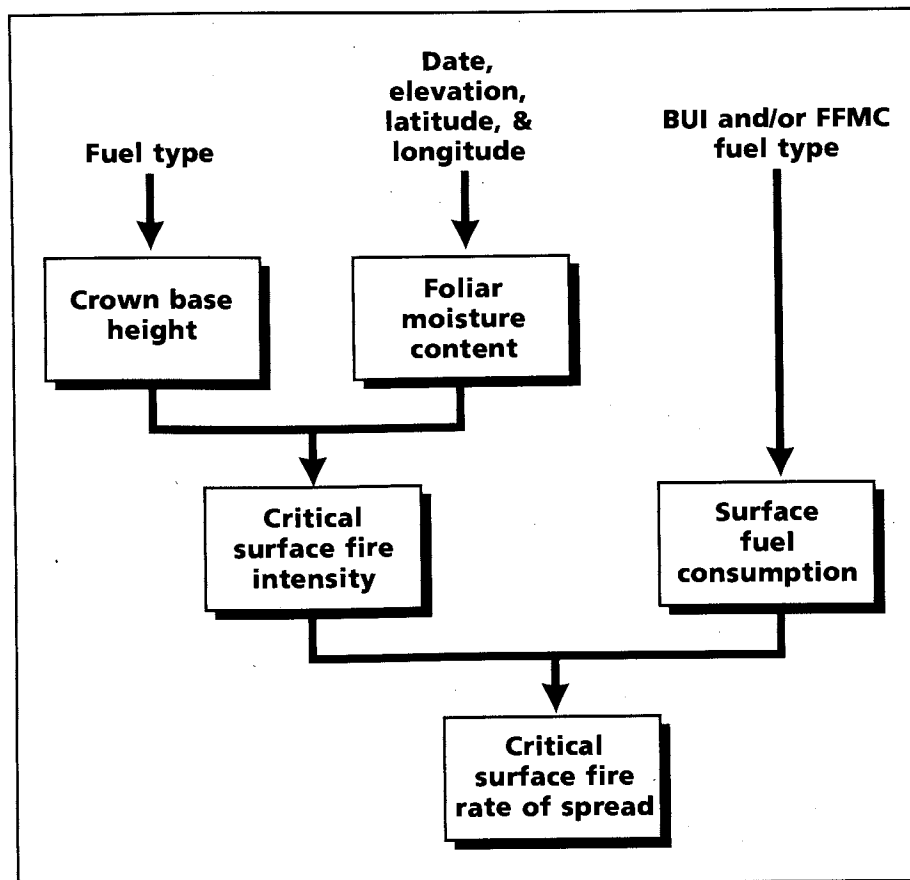 Fuel type
Date,
elevation,
latitude, &
longitude
BUI and/or FFMC
fuel type
Crown base
height
Foliar
moisture
content
Critical
surface fire
intensity
Surface
fuel
consumption
Critical
surface fire
rate of spread